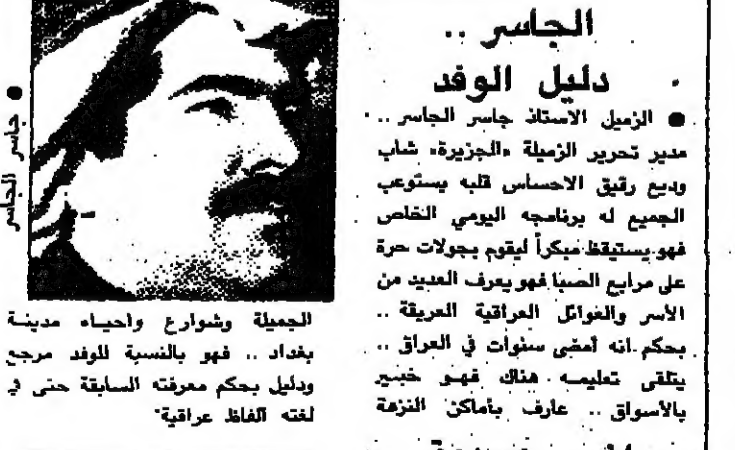 الجاسر ..
دليل الوفد
● الزميل الاستاذ جاسر الجاسر ..
مدير تحرير الزميلة «الجزيرة» شاب
وديع رقيق الاحساس قلبه يستوعب
الجميع له برنامجه اليومي الخاص
فهو يستيقظ مبكراً ليقوم بجولات حرة
على مرابع الصبا فهو يعرف العديد من
الأسر والعوائل العراقية العريقة ..
بحكم انه أمضى سنوات في العراق ..
يتلقى تعليمه هناك فهو خبير
بالأسواق .. عارف بأماكن النزهة
● جاسر الجاسر
الجميلة وشوارع واحياء مدينة
بغداد .. فهو بالنسبة للوفد مرجع
ودليل بحكم معرفته السابقة حتى في
لغته ألفاظ عراقية